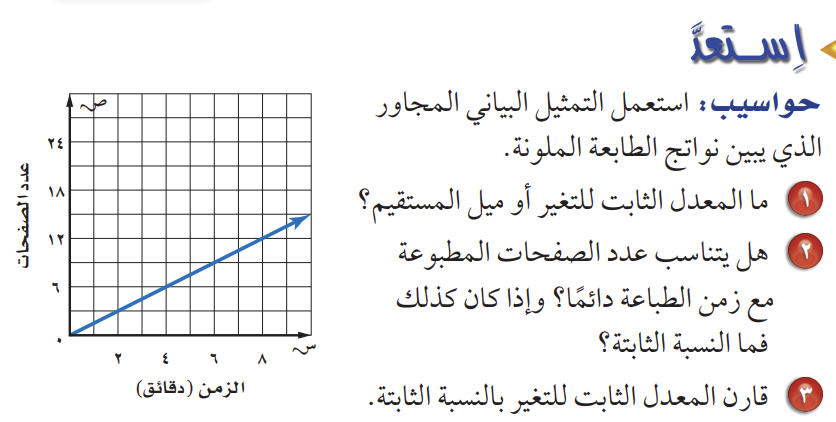 اِستعدَّ
حواسيب: استعمل التمثيل البياني المجاور
الذي يبين نواتج الطابعة الملونة.
١ ما المعدل الثابت للتغير أو ميل المستقيم؟
٢ هل يتناسب عدد الصفحات المطبوعة
مع زمن الطباعة دائمًا؟ وإذا كان كذلك
فما النسبة الثابتة؟
٣ قارن المعدل الثابت للتغير بالنسبة الثابتة.
ص
٢٤
١٨
١٢
٦
٠
عدد الصفحات
٢ ٤ ٦ ٨
س
الزمن (دقائق)